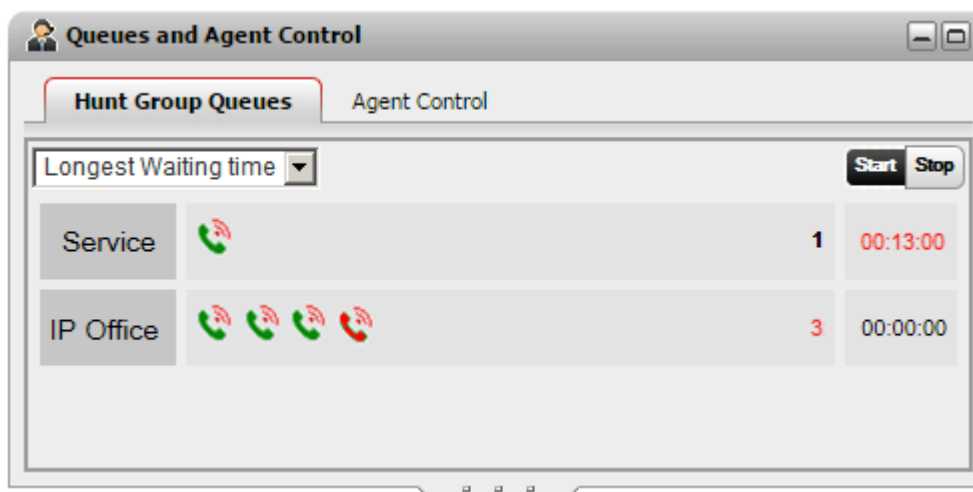 Queues and Agent Control
Hunt Group Queues Agent Control
Longest Waiting time Start Stop
Service 1 00:13:00
IP Office 3 00:00:00